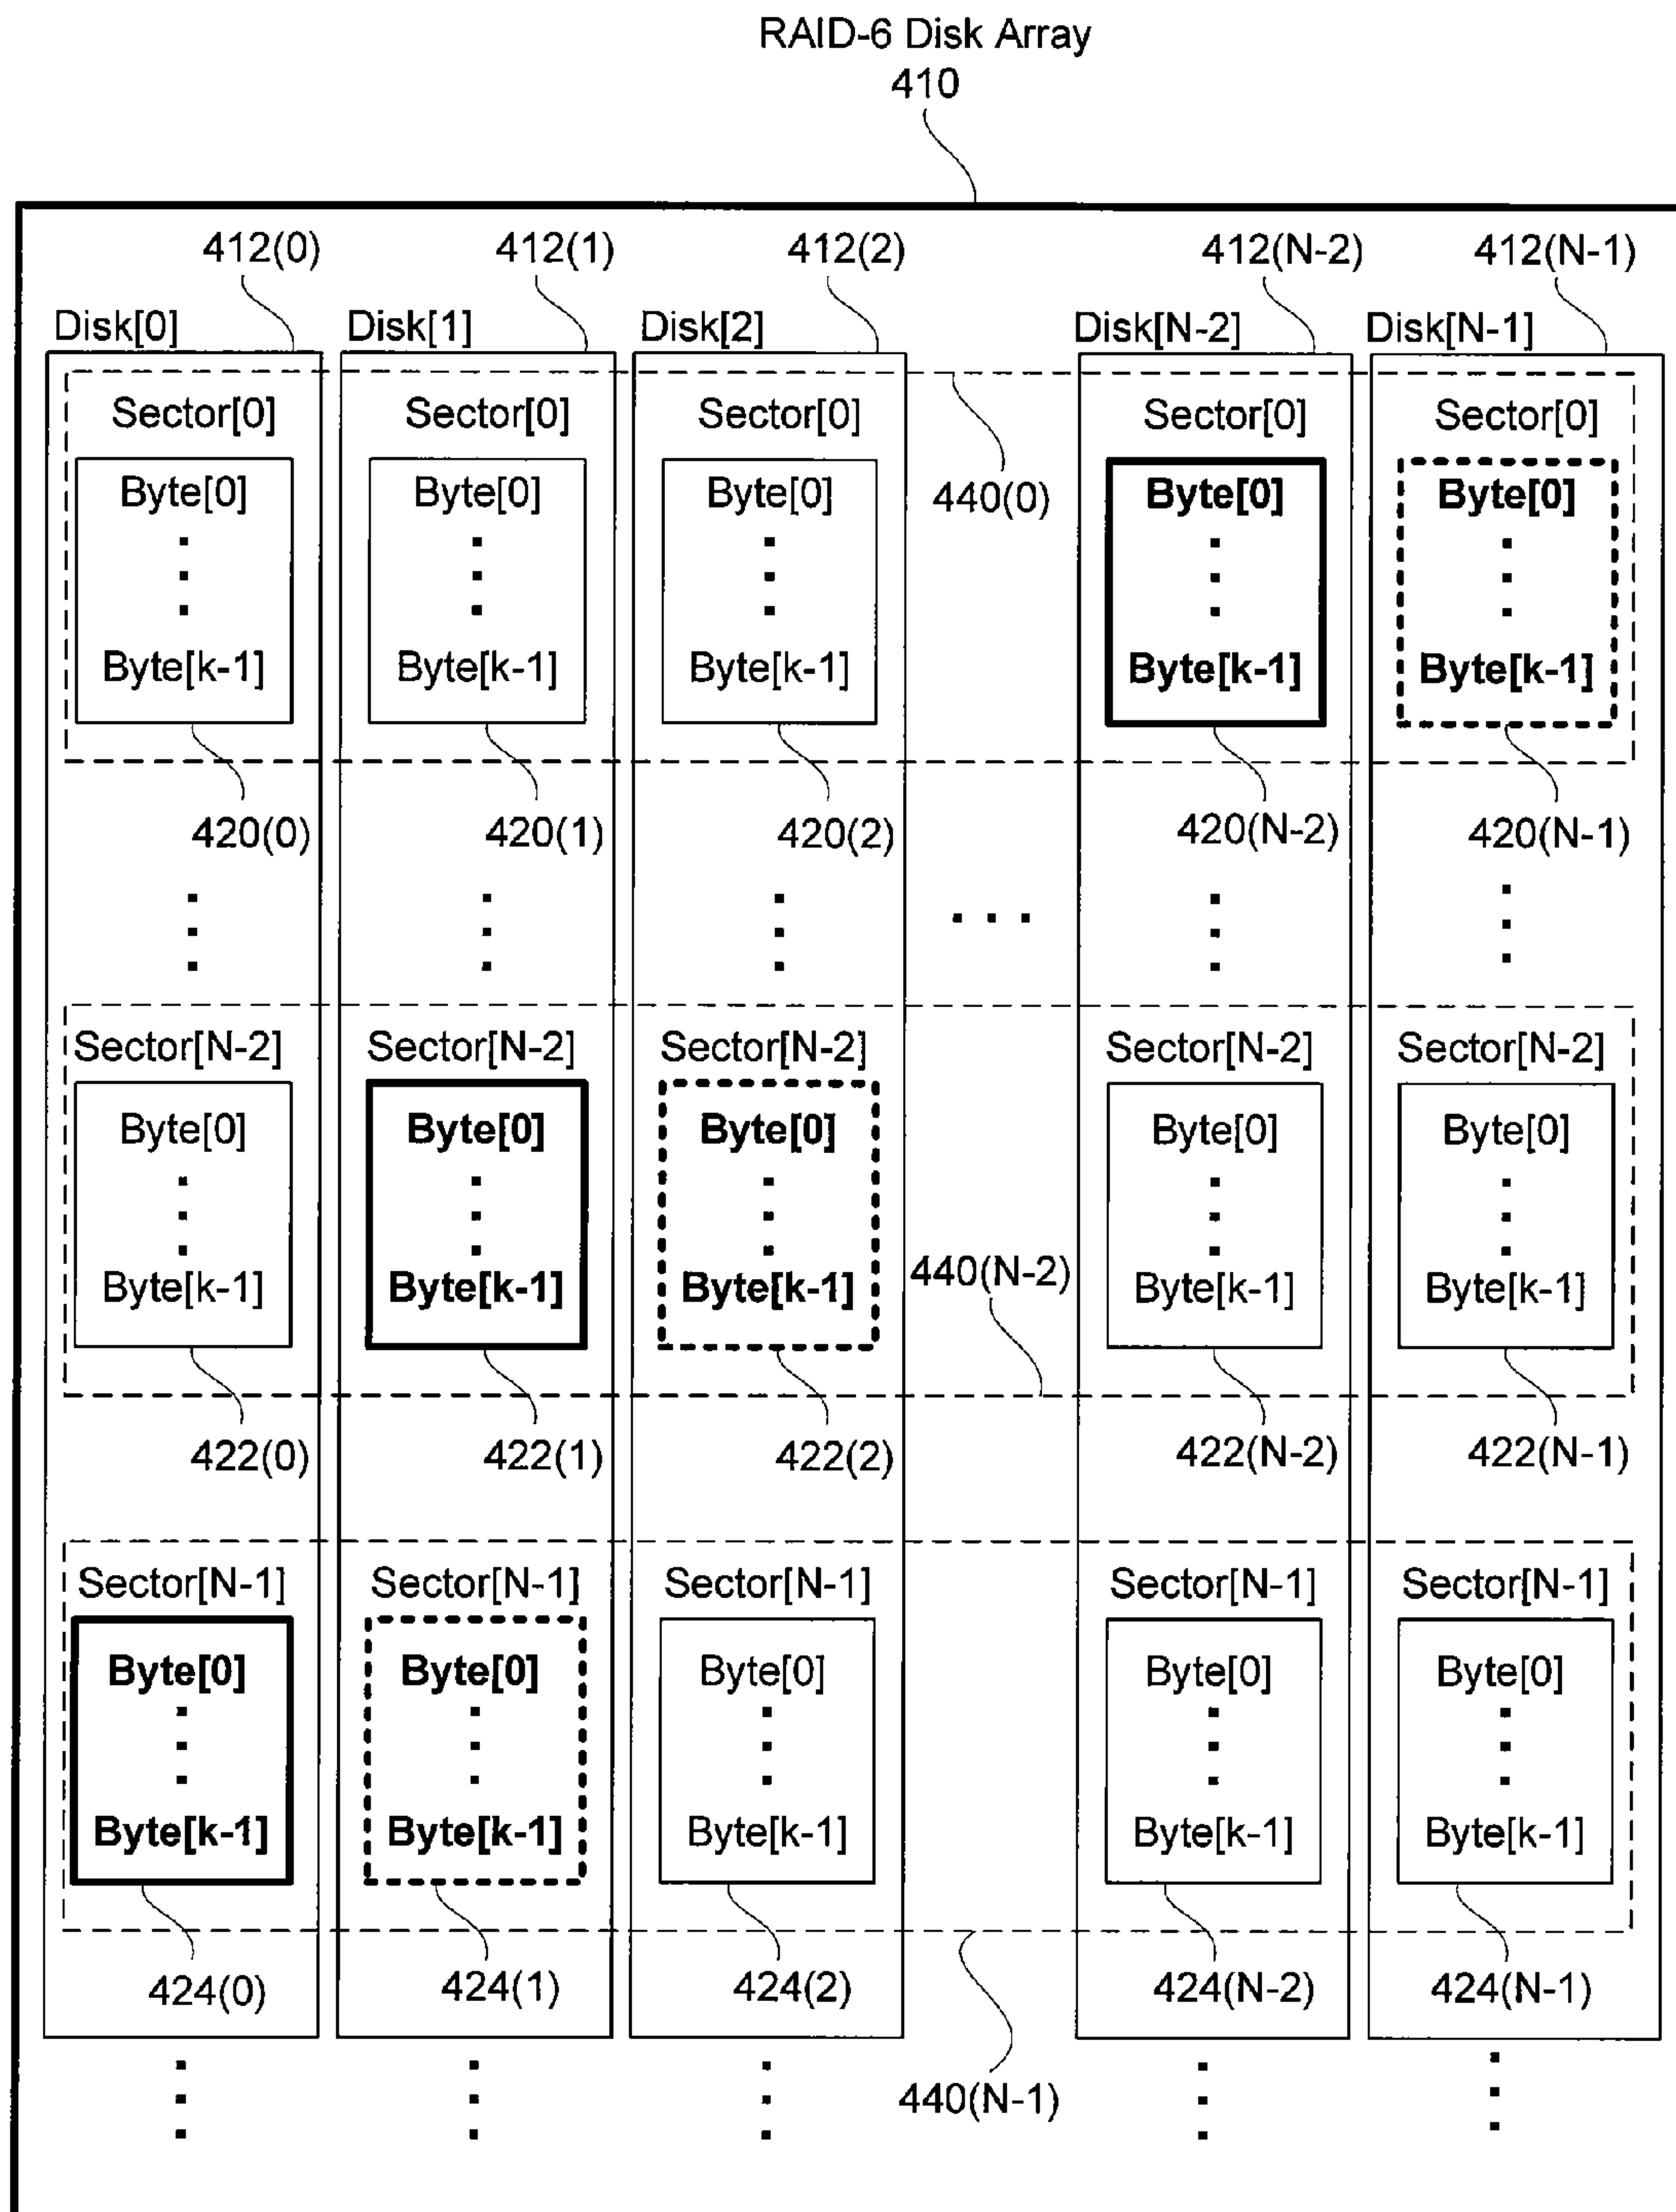 RAID-6 Disk Array
410
412(0) 412(1) 412(2) 412(N-2) 412(N-1)
Disk[0] Disk[1] Disk[2] Disk[N-2] Disk[N-1]
Sector[0] Sector[0] Sector[0] Sector[0] Sector[0]
Byte[0] Byte[0] Byte[0] 440(0) Byte[0] Byte[0]
Byte[k-1] Byte[k-1] Byte[k-1] Byte[k-1] Byte[k-1]
420(0) 420(1) 420(2) 420(N-2) 420(N-1)
Sector[N-2] Sector[N-2] Sector[N-2] Sector[N-2] Sector[N-2]
Byte[0] Byte[0] Byte[0] Byte[0] Byte[0]
Byte[k-1] Byte[k-1] Byte[k-1] 440(N-2) Byte[k-1] Byte[k-1]
422(0) 422(1) 422(2) 422(N-2) 422(N-1)
Sector[N-1] Sector[N-1] Sector[N-1] Sector[N-1] Sector[N-1]
Byte[0] Byte[0] Byte[0] Byte[0] Byte[0]
Byte[k-1] Byte[k-1] Byte[k-1] Byte[k-1] Byte[k-1]
424(0) 424(1) 424(2) 424(N-2) 424(N-1)
440(N-1)